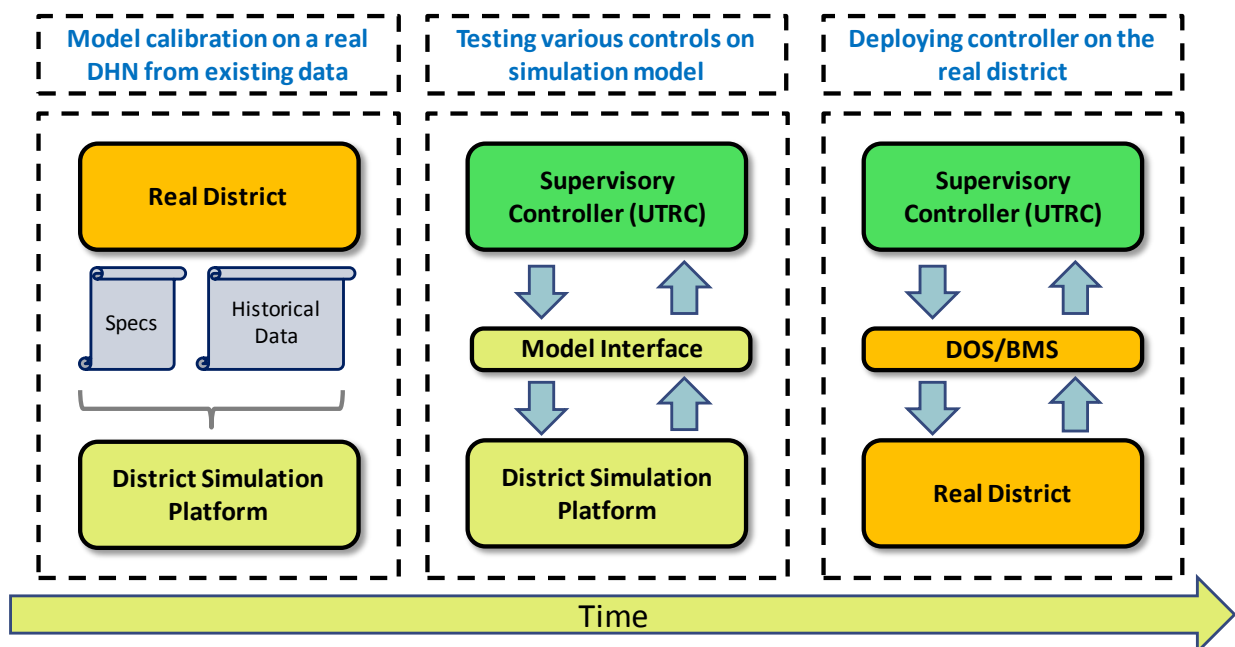 Model calibration on a real
DHN from existing data
Testing various controls on
simulation model
Deploying controller on the
real district
Real District
Specs
Historical
Data
District Simulation
Platform
Supervisory
Controller (UTRC)
Model Interface
District Simulation
Platform
Supervisory
Controller (UTRC)
DOS/BMS
Real District
Time